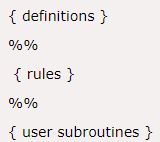 { definitions }
%%
{ rules }
%%
{ user subroutines }